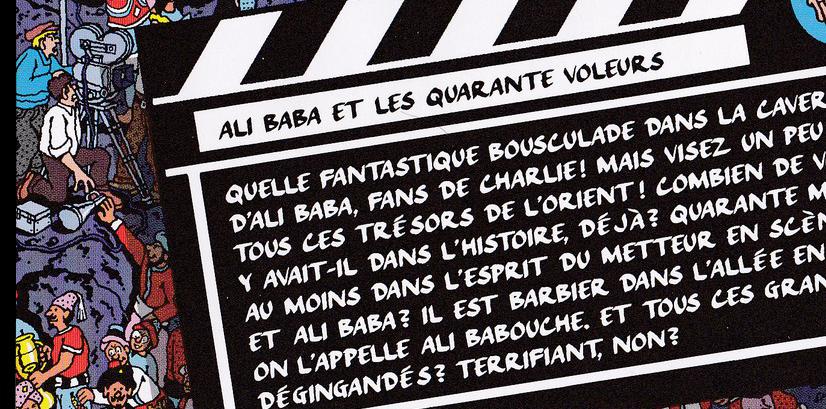 ALI BABA ET LES QUARANTE VOLEURS
QUELLE FANTASTIQUE BOUSCULADE DANS LA
D'ALI BABA, FANS DE CHARLIE! MAIS VISEZ UN PEU
TOUS CES TRÉSORS DE L'ORIENT! COMBIEN DE
Y AVAIT-IL DANS L'HISTOIRE, DÉJÀ? QUARANTE
AU MOINS DANS L'ESPRIT DU METTEUR EN
ET ALI BABA? IL EST BARBIER DANS L'ALLÉE EN
ON L'APPELLE ALI BABOUCHE. ET TOUS CES
DÉGINGANDÉS? TERRIFIANT, NON?